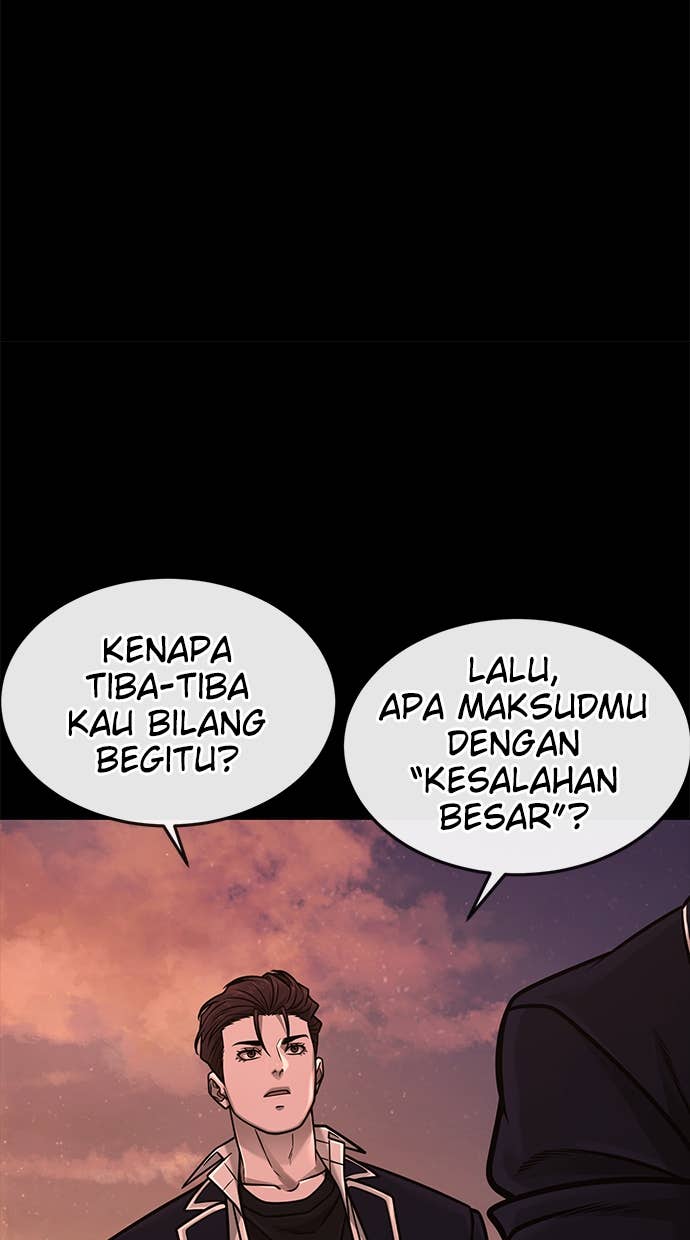 KENAPA
TIBA-TIBA
KAU BILANG
BEGITU?
LALU,
APA MAKSUDMU
DENGAN
“KESALAHAN
BESAR”?